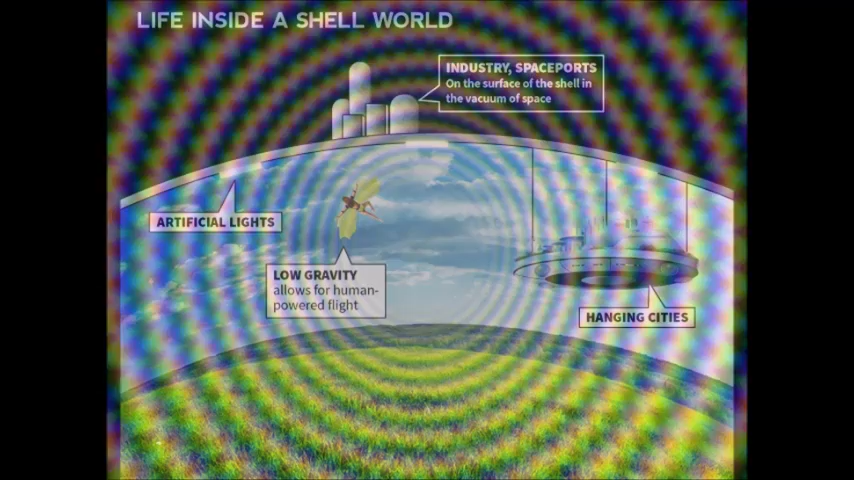 LIFE INSIDE A SHELL WORLD
INDUSTRY, SPACEPORTS
On the surface of the shell in
the vacuum of space
ARTIFICIAL LIGHTS
LOW GRAVITY
allows for human-
powered flight
HANGING CITIES